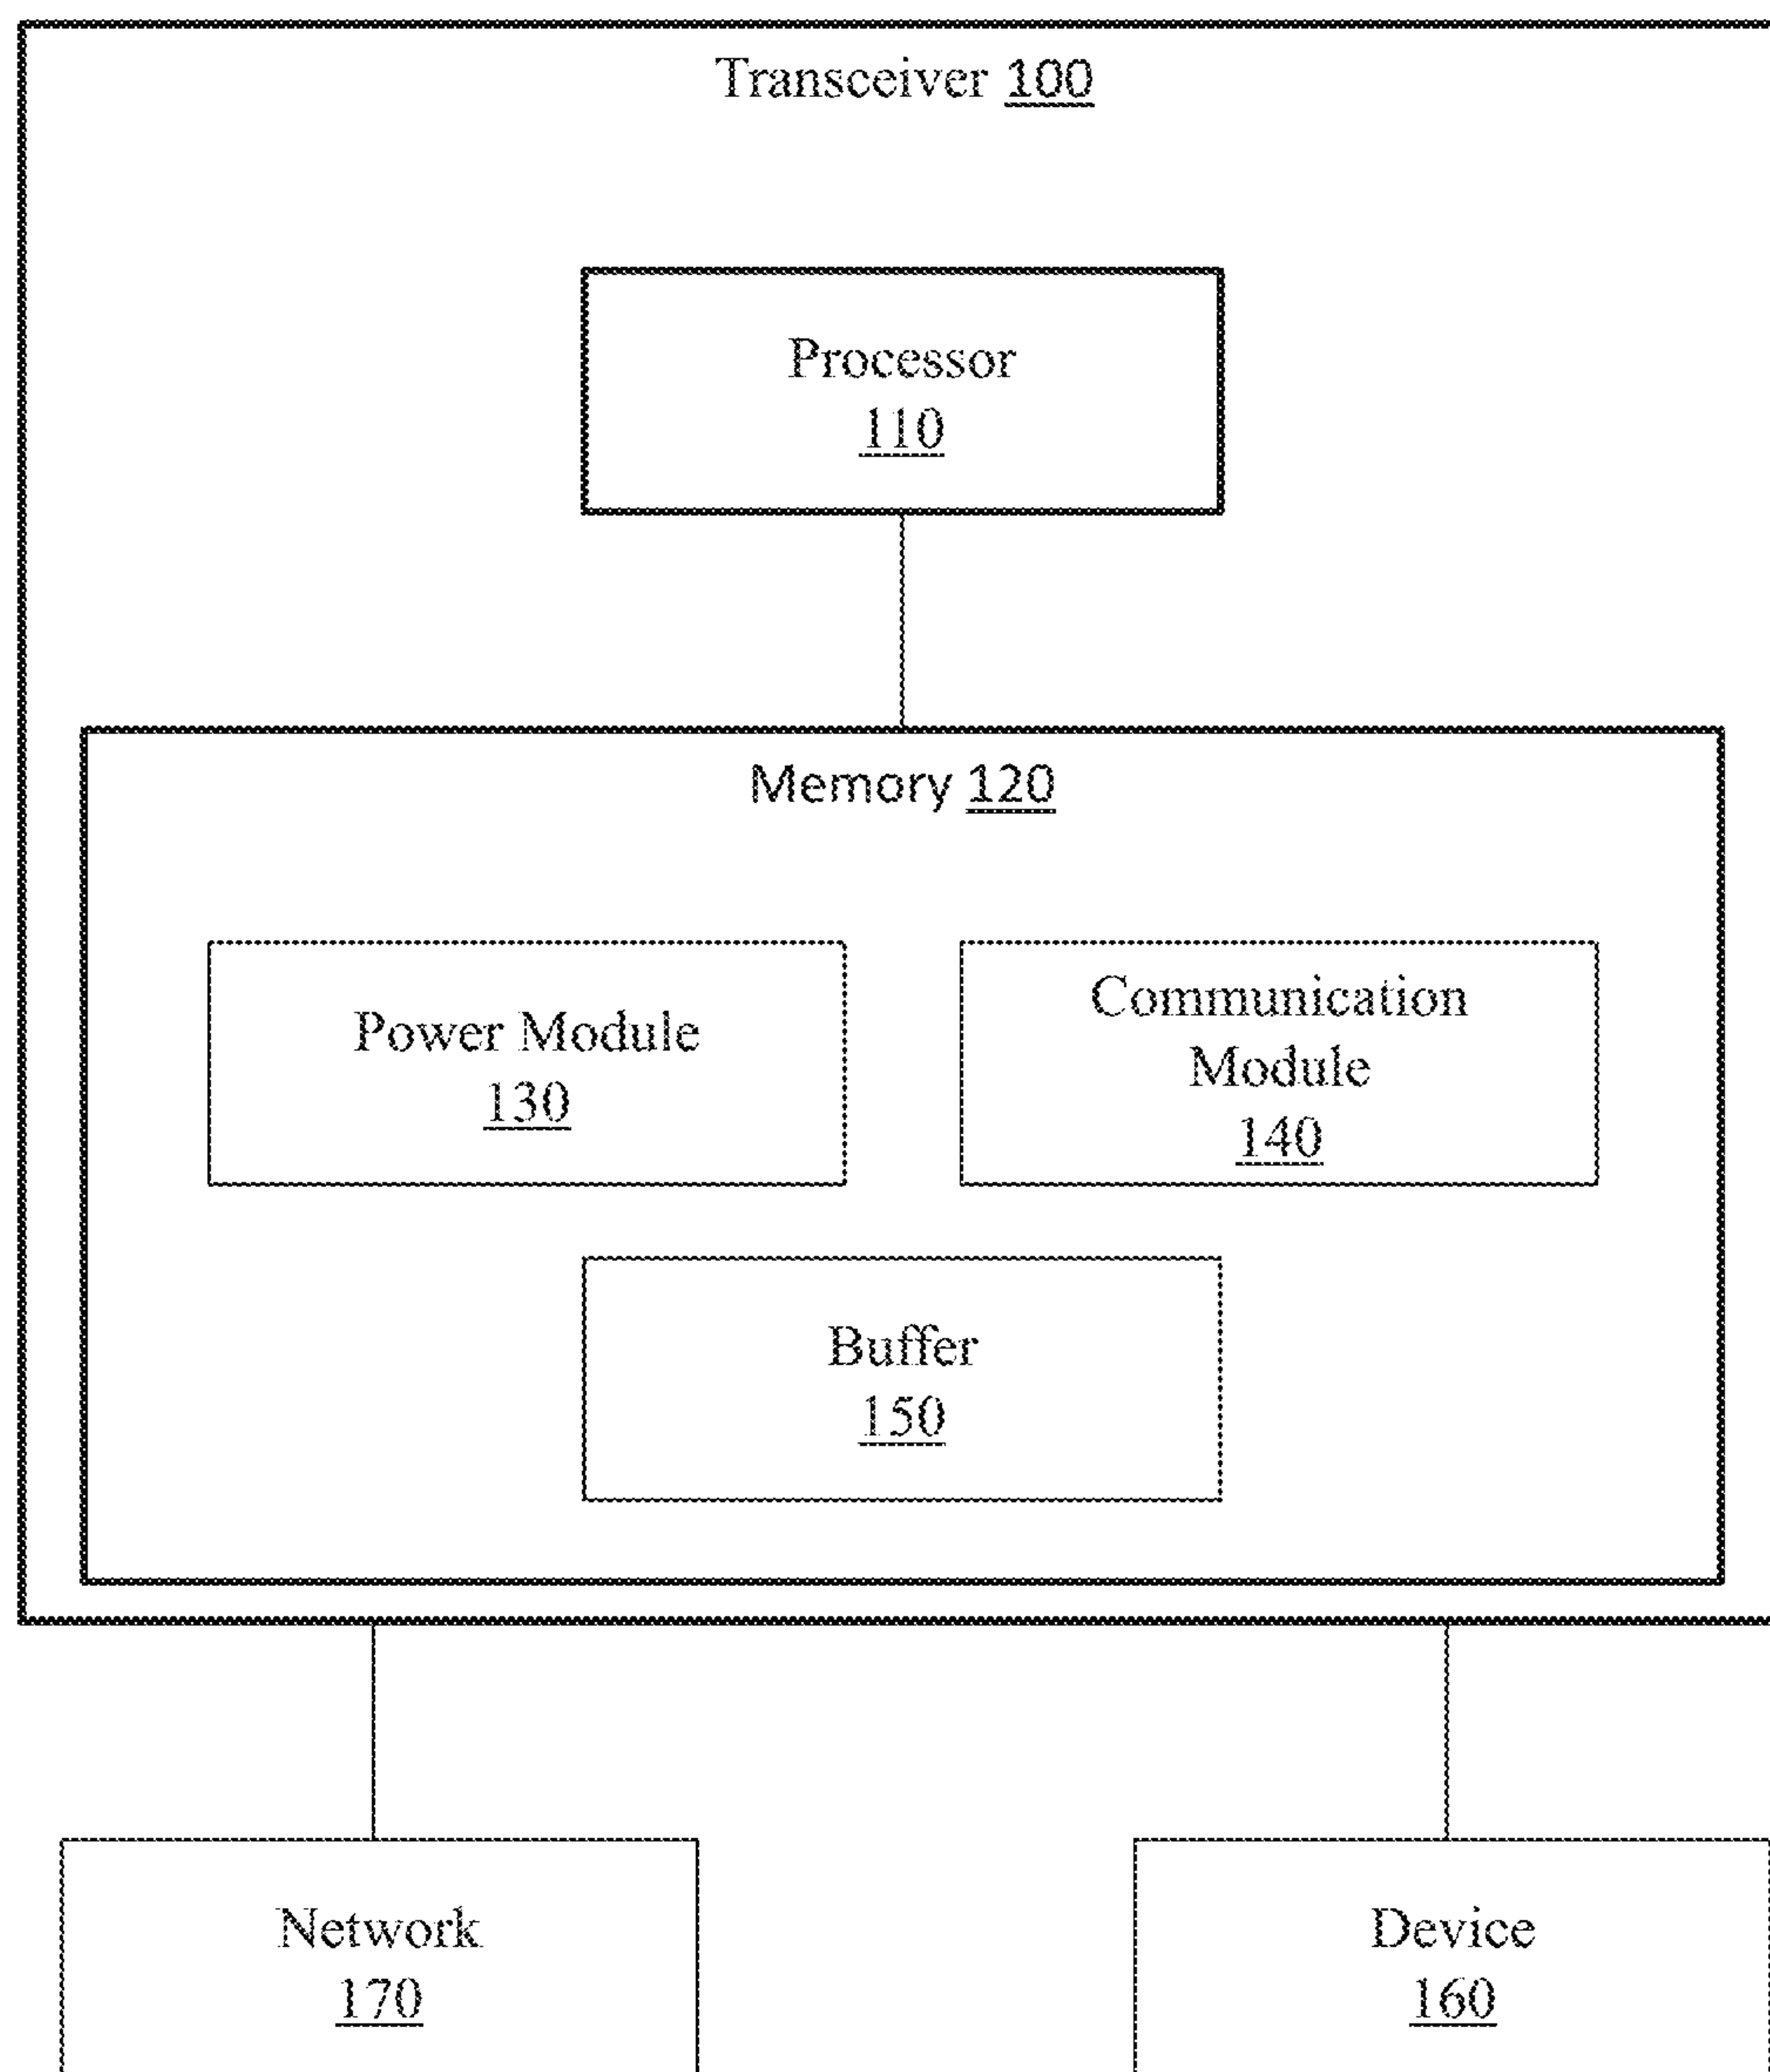 Transceiver 100
Processor
110
Memory 120
Power Module
130
Communication
Module
140
Buffer
150
Network
170
Device
160